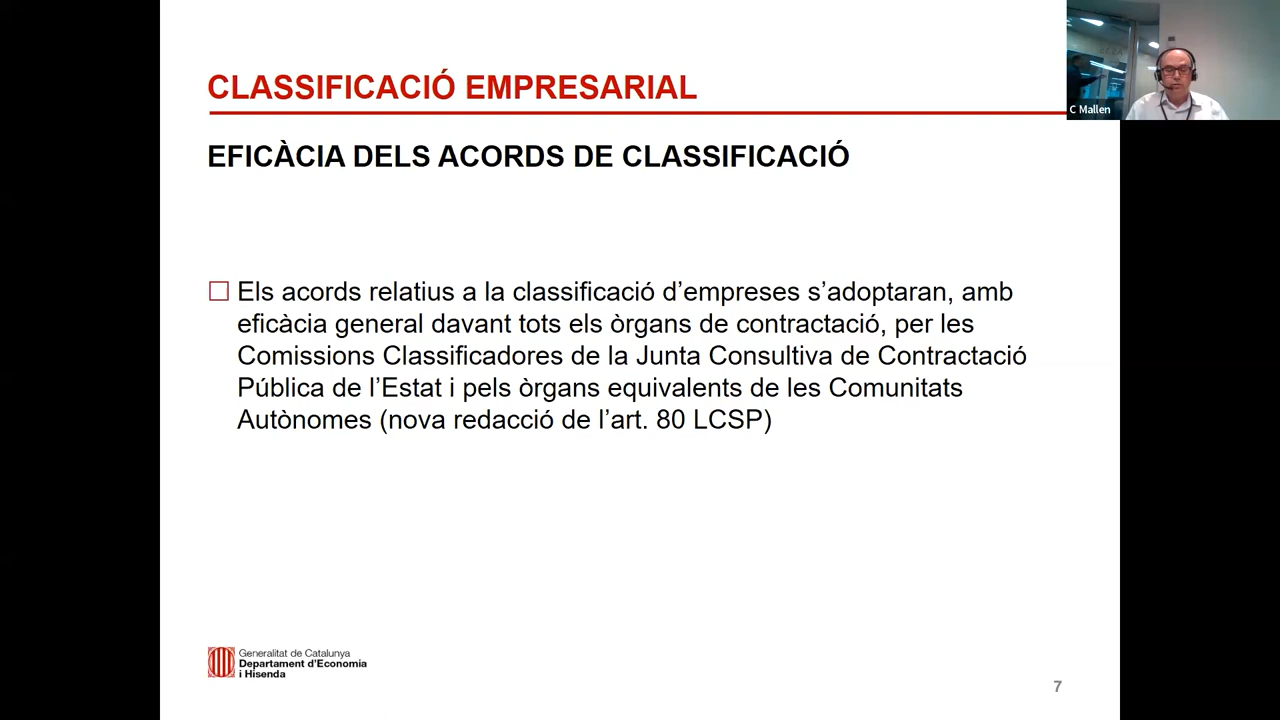 CLASSIFICACIÓ EMPRESARIAL
C Mallen
EFICÀCIA DELS ACORDS DE CLASSIFICACIÓ
Els acords relatius a la classificació d’empreses s’adoptaran, amb
eficàcia general davant tots els òrgans de contractació, per les
Comissions Classificadores de la Junta Consultiva de Contractació
Pública de l’Estat i pels òrgans equivalents de les Comunitats
Autònomes (nova redacció de l’art. 80 LCSP)
Generalitat de Catalunya
Departament d’Economia
i Hisenda
7